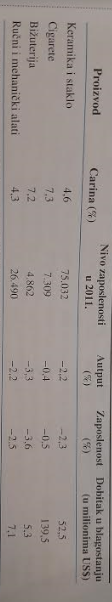 Proizvod Carina (%) Nivo zaposlenosti u 2011. Autput (%) Zaposlenost (%) Dobitak u blagostanju (u milionima US$)
Keramika i staklo 4,6 75.032 –2,2 –2,3 52,5
Cigarete 7,3 7.309 –0,4 –0,5 139,5
Bižuterija 7,2 4.862 –3,3 –3,6 5,3
Ručni i mehanički alati 4,3 26.490 –2,2 –2,5 7,1